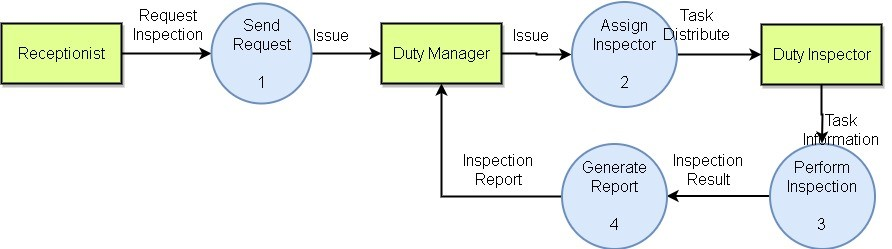 Receptionist
Request
Inspection
Send
Request
1
Issue
Duty Manager
Issue
Assign
Inspector
2
Task
Distribute
Duty Inspector
Task
Information
Perform
Inspection
3
Inspection
Result
Generate
Report
4
Inspection
Report